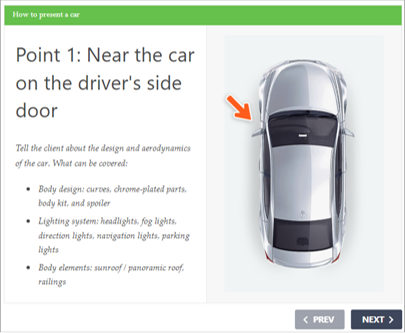 How to present a car
Point 1: Near the car
on the driver's side
door
Tell the client about the design and aerodynamics
of the car. What can be covered:
• Body design: curves, chrome-plated parts,
body kit, and spoiler
• Lighting system: headlights, fog lights,
direction lights, navigation lights, parking
lights
• Body elements: sunroof / panoramic roof,
railings
< PREV
NEXT >